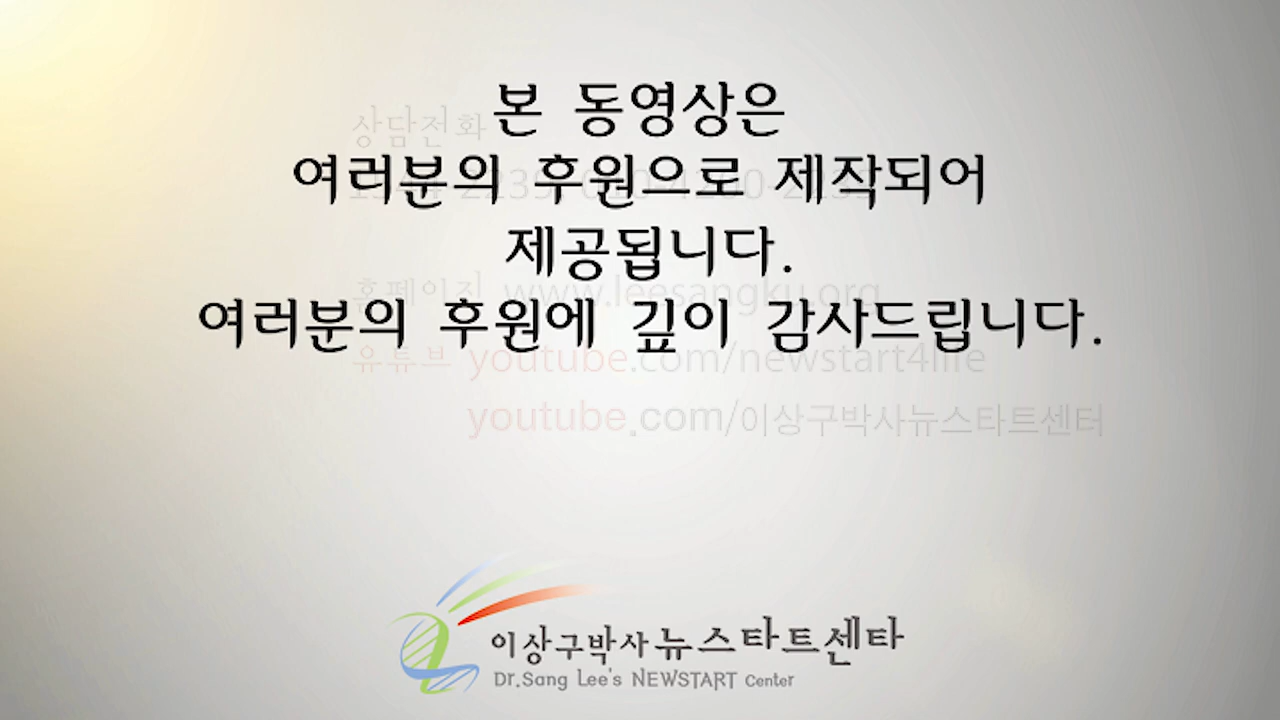 본 동영상은
상담전화
여러분의 후원으로 제작되어
제공됩니다.
홈페이지 www.leesangku.org
여러분의 후원에 깊이 감사드립니다.
유튜브 youtube.com/newstart4life
youtube.com/이상구박사뉴스타트센터
이상구박사 뉴스타트센타
Dr.Sang Lee's NEWSTART Center